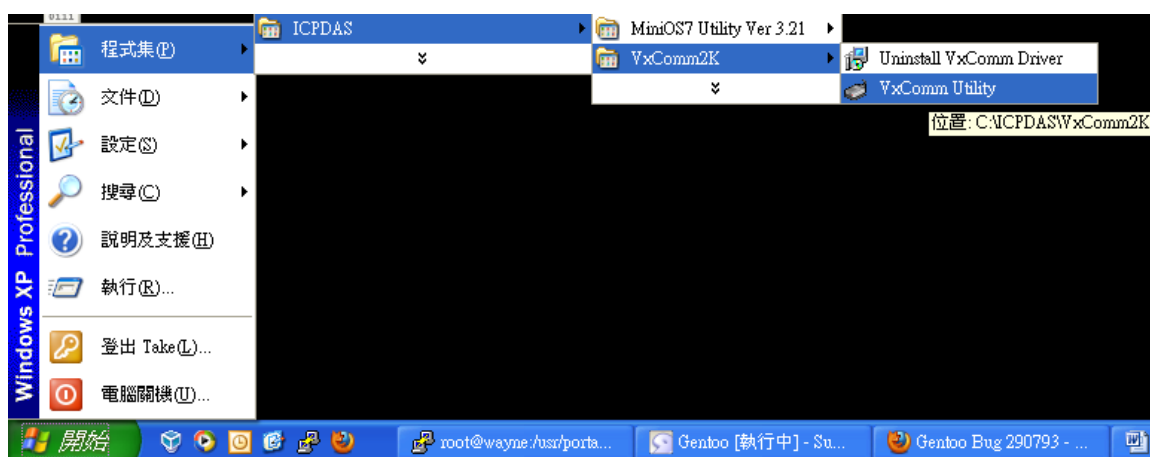 0111
程式集(P)
文件(D)
設定(S)
搜尋(C)
說明及支援(H)
執行(R)...
登出 Take(L)...
電腦關機(U)...
Windows XP Professional
ICPDAS
MiniOS7 Utility Ver 3.21
VxComm2K
Uninstall VxComm Driver
VxComm Utility
位置: C:\ICPDAS\VxComm2K
開始
root@wayne:/usr/porta...
Gentoo [執行中] - Su...
Gentoo Bug 290793 - ...